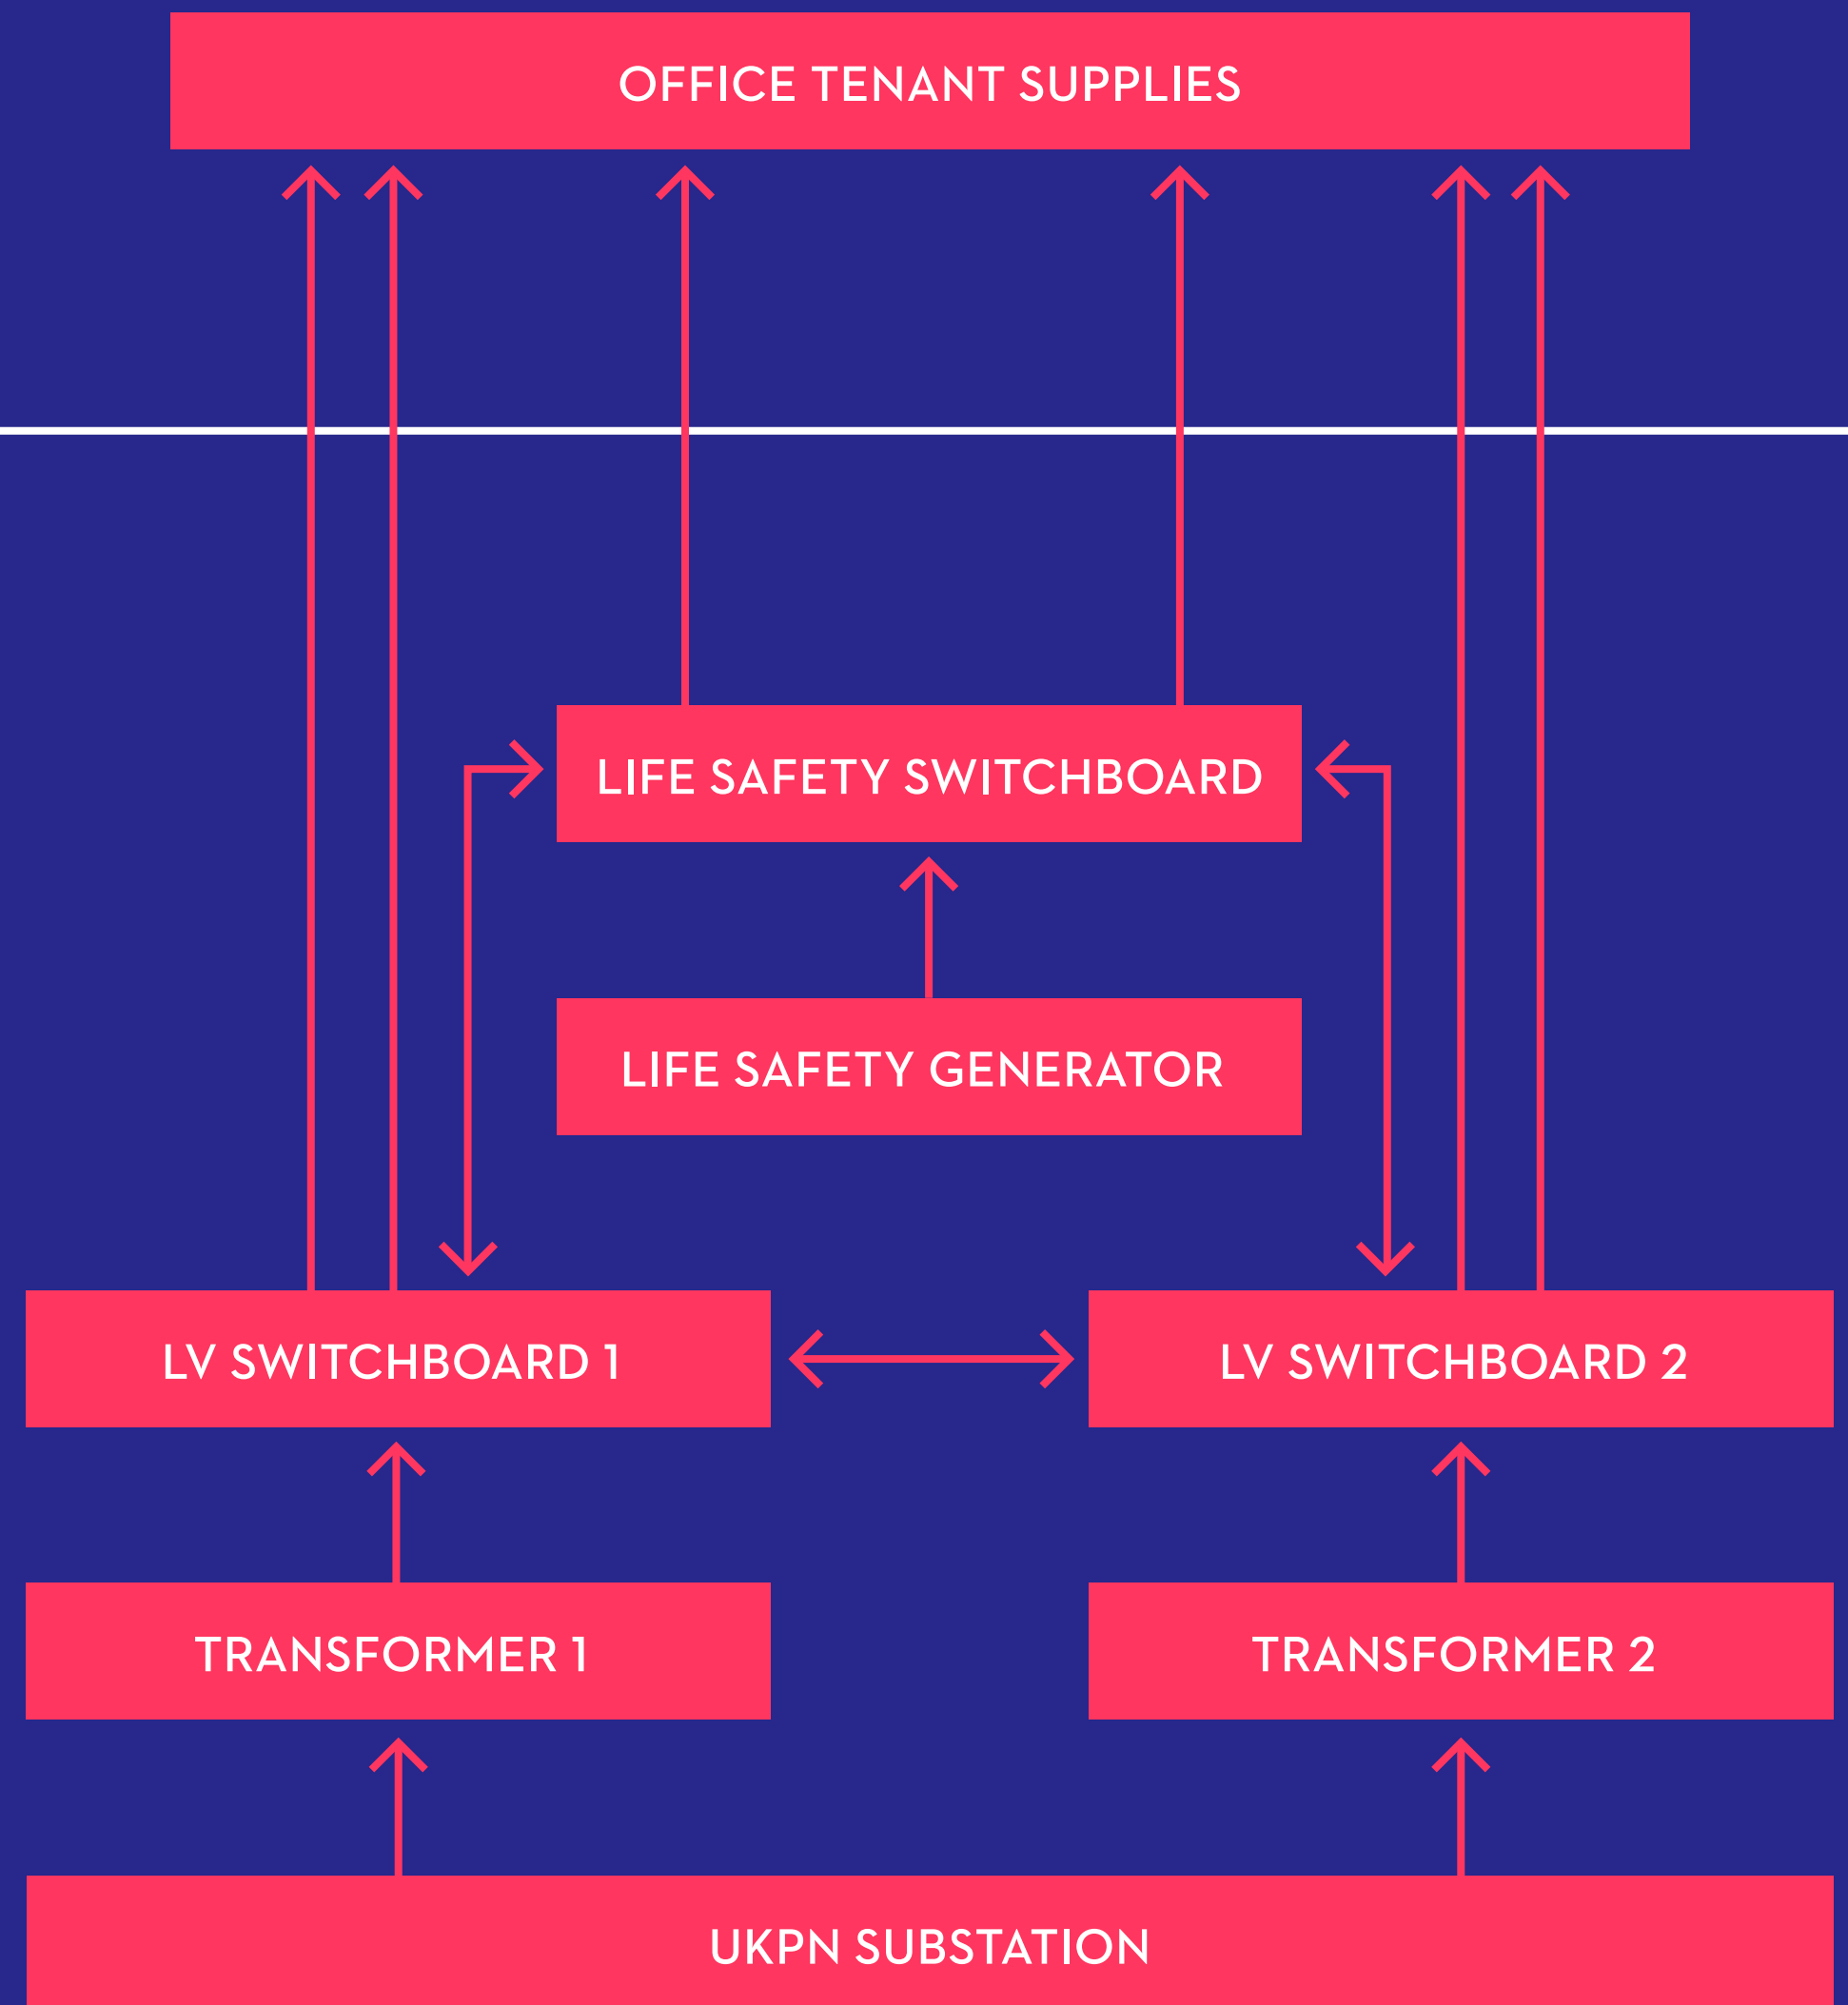 OFFICE TENANT SUPPLIES
LIFE SAFETY SWITCHBOARD
LIFE SAFETY GENERATOR
LV SWITCHBOARD 1
LV SWITCHBOARD 2
TRANSFORMER 1
TRANSFORMER 2
UKPN SUBSTATION